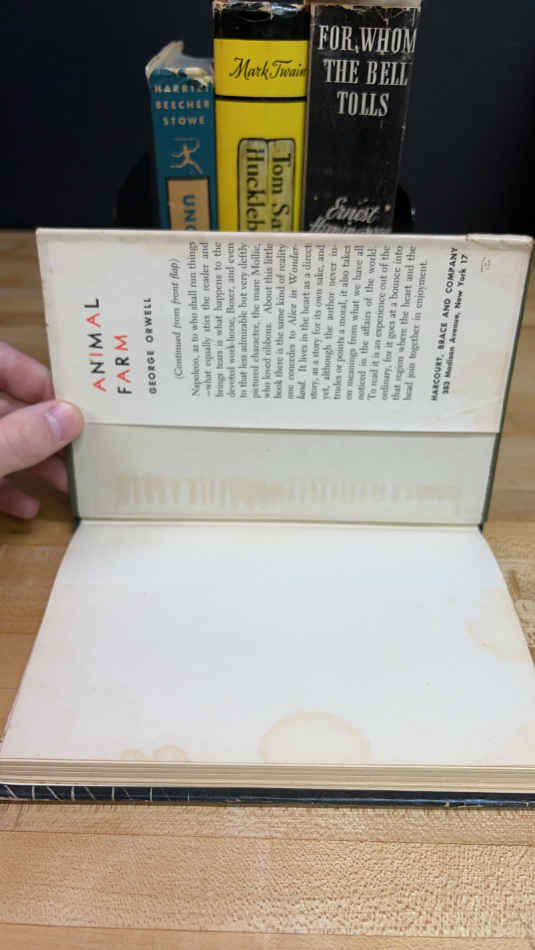 HARRIET
BEECHER
STOWE
UNC
Mark Twain
Tom Sa
Huckleb
FOR WHOM
THE BELL
TOLLS
Ernest
ANIMAL
FARM
GEORGE ORWELL
(Continued from front flap)
Napoleon, as to who shall run things
—what equally stirs the reader and
brings tears is what happens to the
devoted work-horse, Boxer, and even
to that less admirable but very deftly
pictured character, the mare Mollie,
who loved ribbons. About this little
book there is the same kind of reality
one concedes to Alice in Wonder-
land. It lives in the heart as a direct
story, as a story for its own sake, and
yet, although the author never in-
trudes or points a moral, it also takes
on meanings from what we have all
noticed in the affairs of the world.
To read it is an experience out of the
ordinary, for it goes at a bounce into
that region where the heart and the
head join together in enjoyment.
HARCOURT, BRACE AND COMPANY
383 Madison Avenue, New York 17